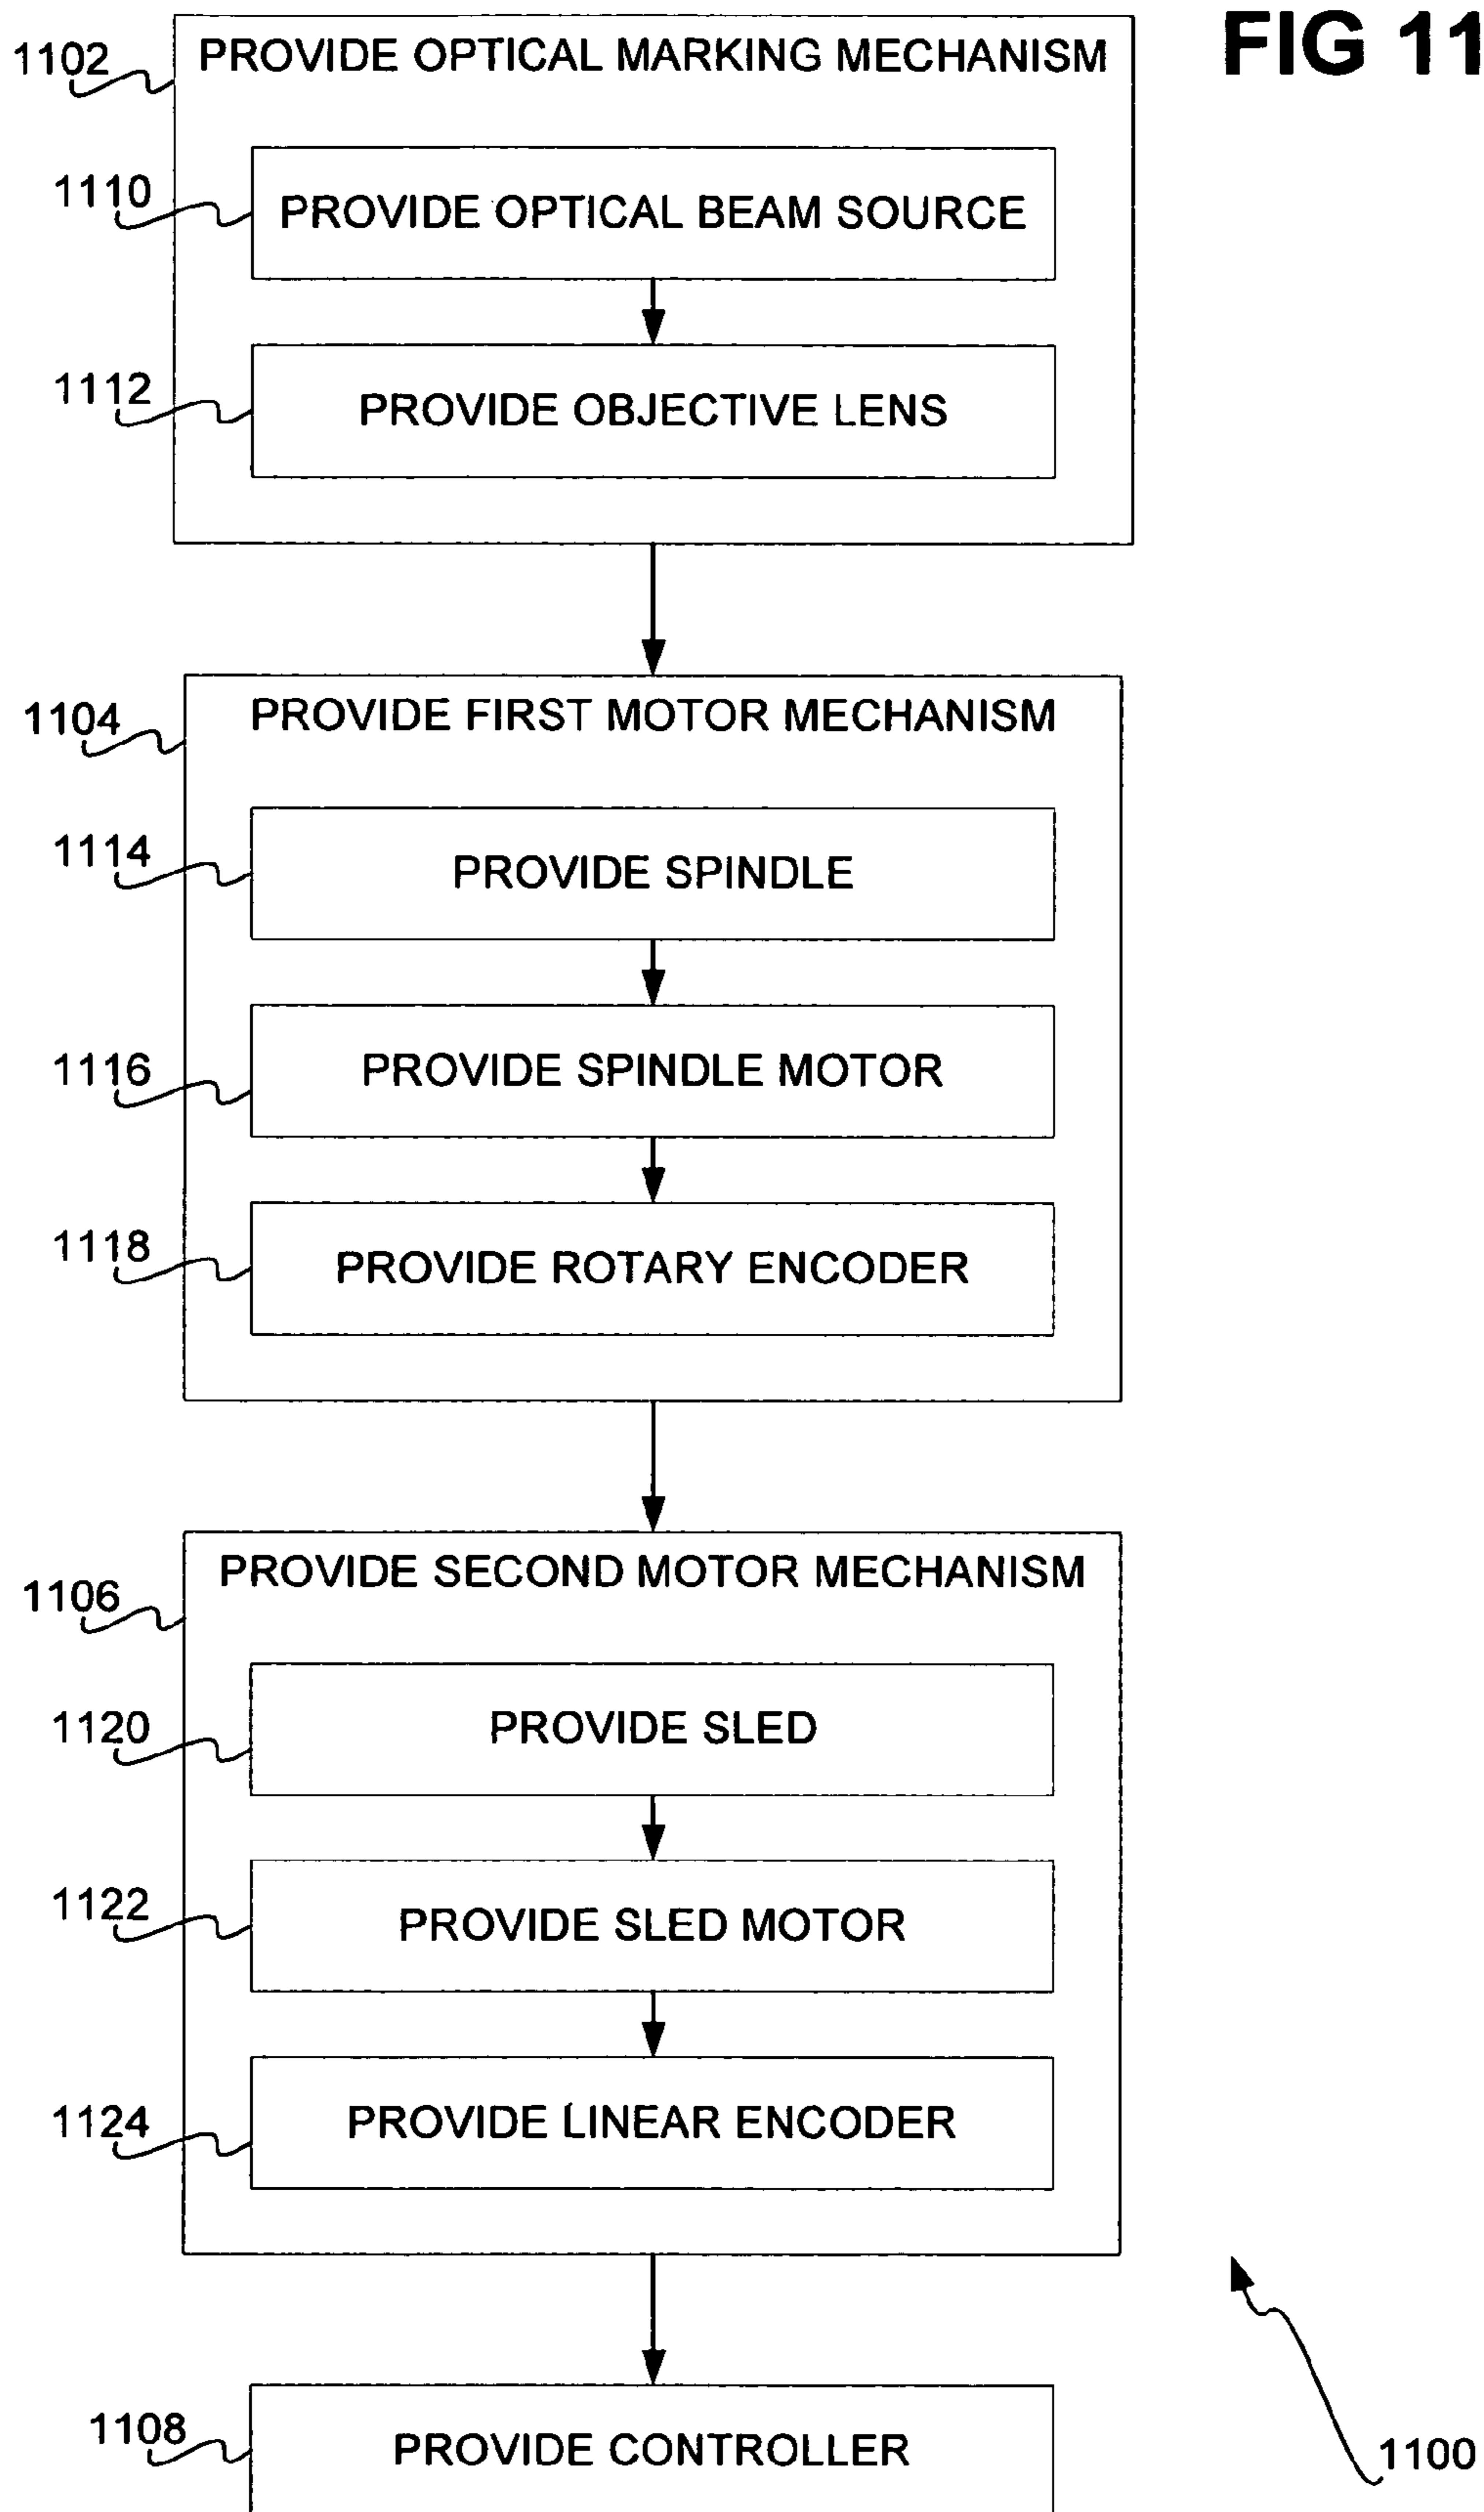 FIG 11
1102
PROVIDE OPTICAL MARKING MECHANISM
1110
PROVIDE OPTICAL BEAM SOURCE
1112
PROVIDE OBJECTIVE LENS
1104
PROVIDE FIRST MOTOR MECHANISM
1114
PROVIDE SPINDLE
1116
PROVIDE SPINDLE MOTOR
1118
PROVIDE ROTARY ENCODER
1106
PROVIDE SECOND MOTOR MECHANISM
1120
PROVIDE SLED
1122
PROVIDE SLED MOTOR
1124
PROVIDE LINEAR ENCODER
1108
PROVIDE CONTROLLER
1100